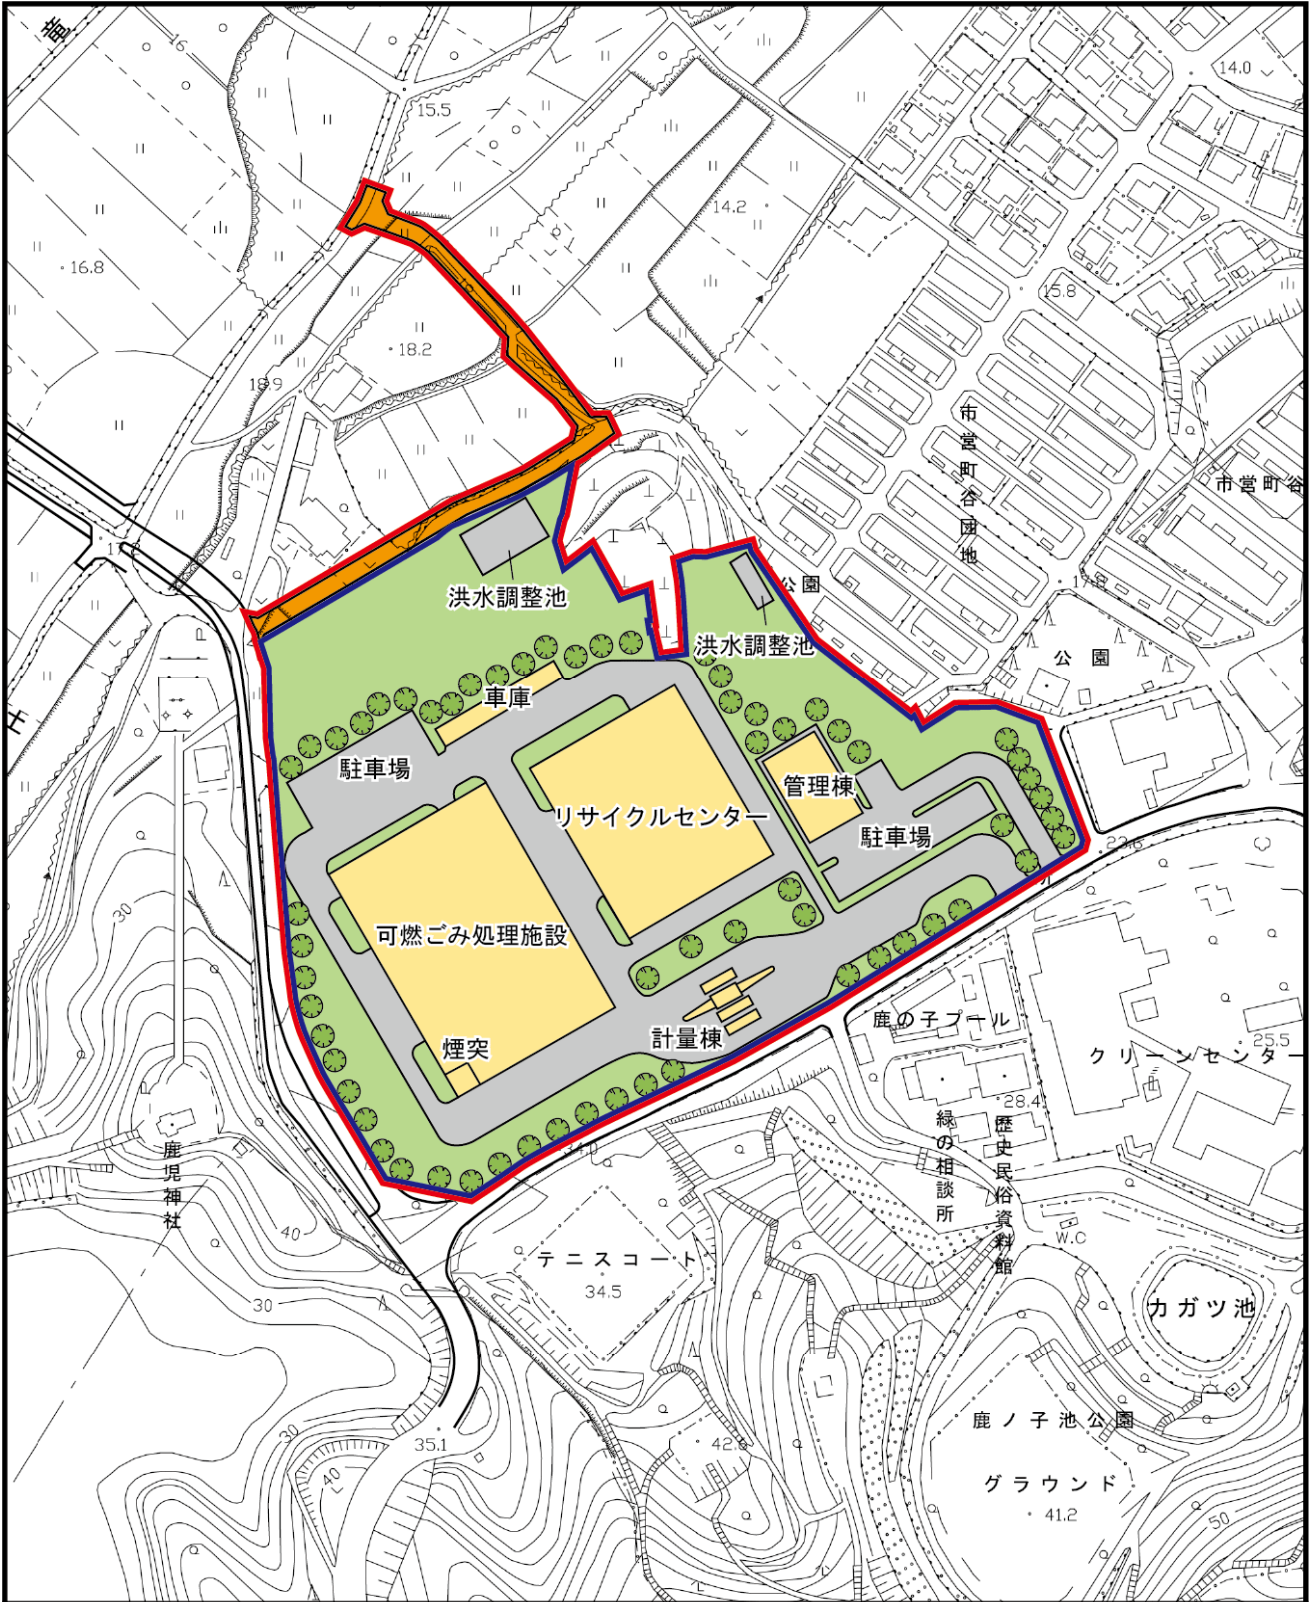 竜
16
14.0
15.5
14.2
16.8
15.8
18.2
18.9
市営町谷団地
市営町谷
17.8
洪水調整池
公園
洪水調整池
公園
車庫
駐車場
管理棟
リサイクルセンター
駐車場
23.6
30
可燃ごみ処理施設
鹿の子プール
計量棟
煙突
25.5
クリーンセンター
28.4
緑の相談所
歴史民俗資料館
鹿児神社
34.0
40
W.C
テニスコート
34.5
30
カガツ池
鹿ノ子池公園
30
35.1
42.8
40
グラウンド
41.2
50